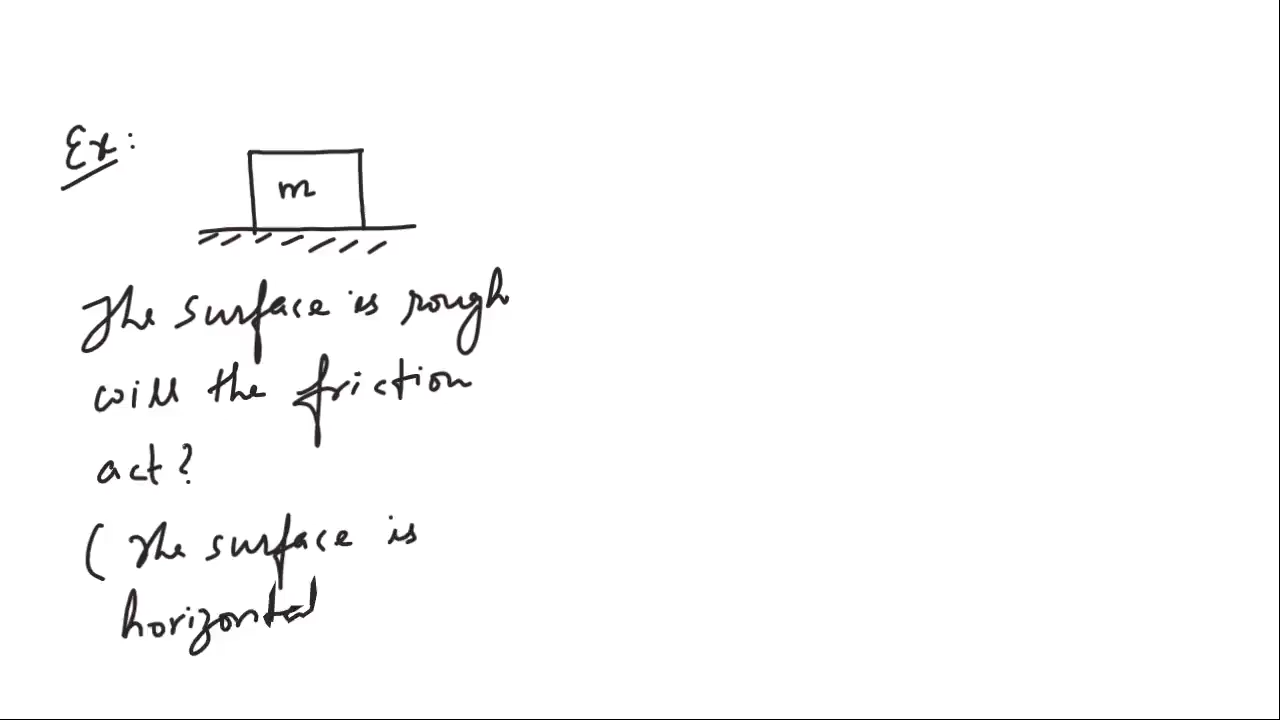 Ex:
m
The surface is rough
will the friction
act?
( The surface is
horizontal